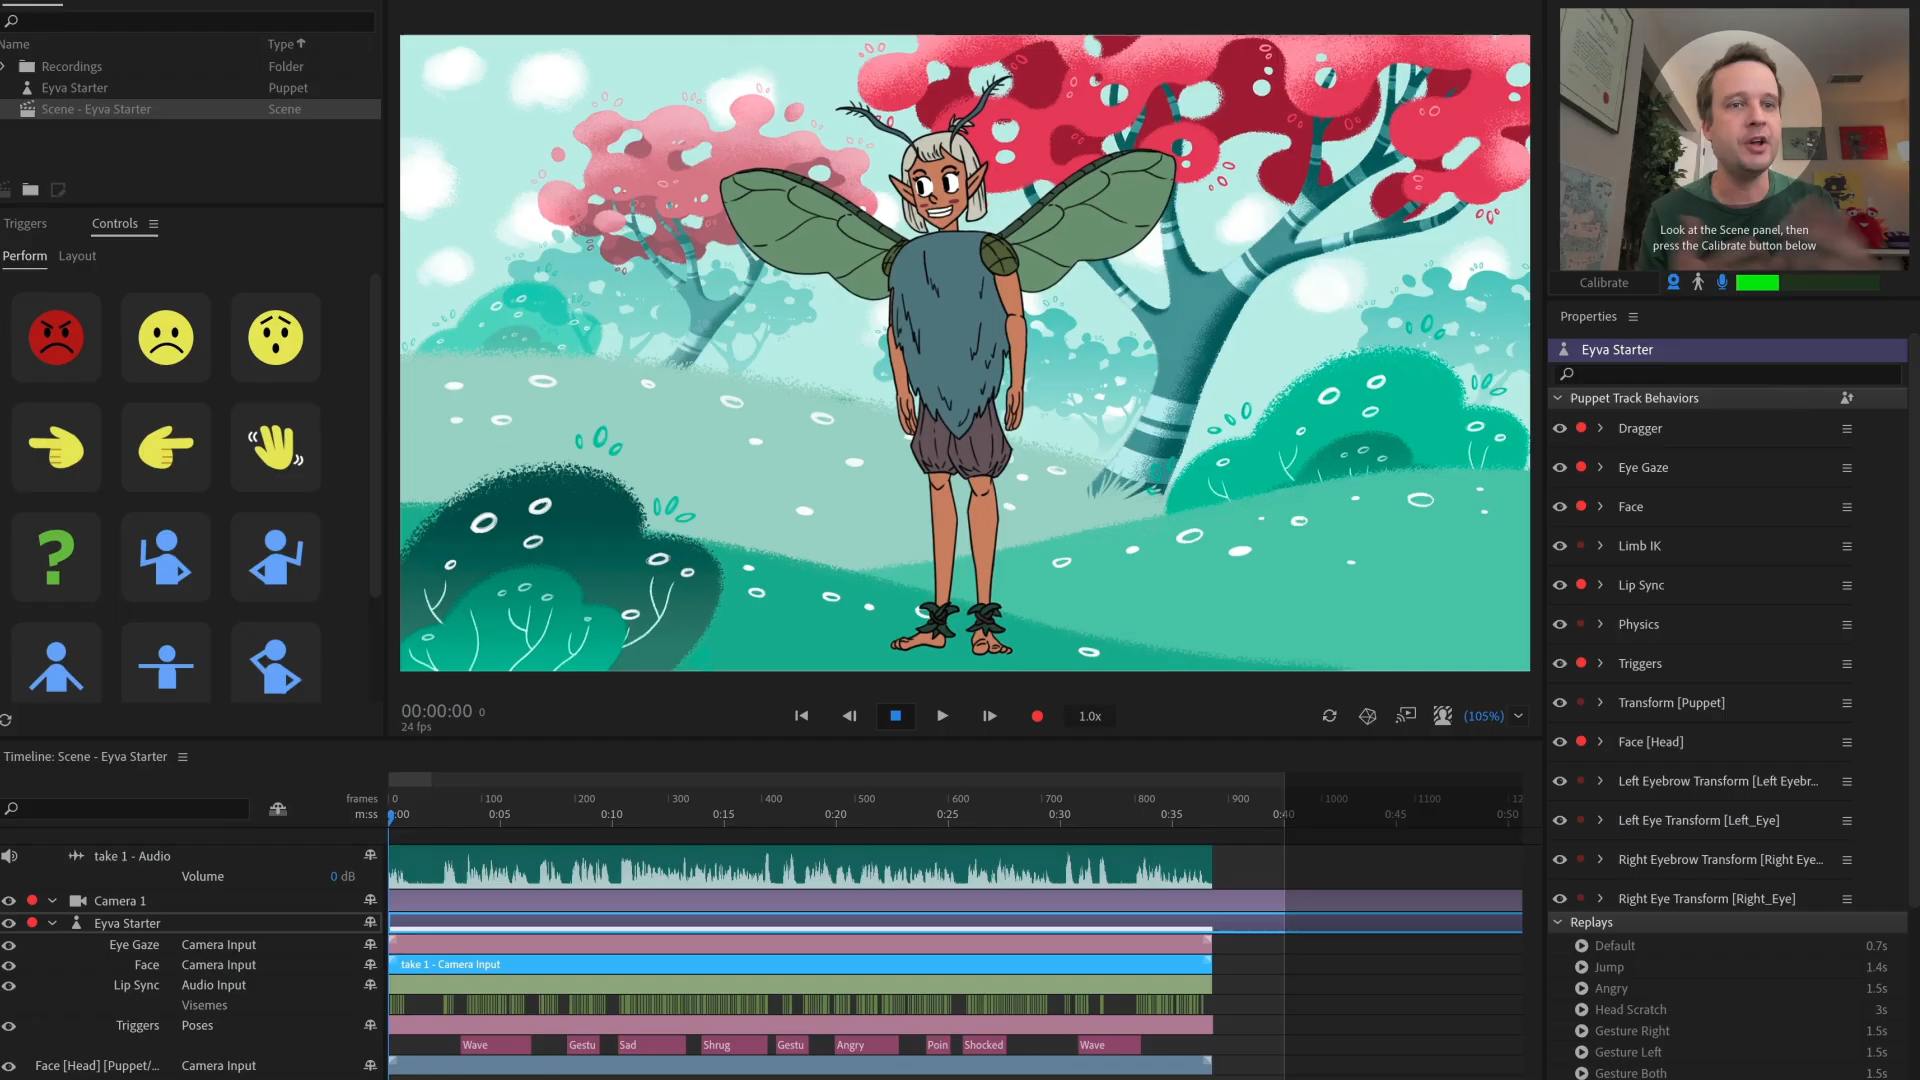 Name Type
Recordings Folder
Eyva Starter Puppet
Scene - Eyva Starter Scene
Triggers Controls
Perform Layout
00:00:00 0
24 fps
1.0x
(105%)
Look at the Scene panel, then
press the Calibrate button below
Calibrate
Properties
Eyva Starter
Puppet Track Behaviors
Dragger
Eye Gaze
Face
Limb IK
Lip Sync
Physics
Triggers
Transform [Puppet]
Face [Head]
Left Eyebrow Transform [Left Eyebr...
Left Eye Transform [Left_Eye]
Right Eyebrow Transform [Right Eye...
Right Eye Transform [Right_Eye]
Replays
Default 0.7s
Jump 1.4s
Angry 1.5s
Head Scratch 3s
Gesture Right 1.5s
Gesture Left 1.5s
Gesture Both 1.5s
Timeline: Scene - Eyva Starter
frames 0 100 200 300 400 500 600 700 800 900 1000 1100 12
m:ss :00 0:05 0:10 0:15 0:20 0:25 0:30 0:35 0:40 0:45 0:50
take 1 - Audio
Volume 0 dB
Camera 1
Eyva Starter
Eye Gaze Camera Input
Face Camera Input take 1 - Camera Input
Lip Sync Audio Input
Visemes
Triggers Poses
Wave Gestu Sad Shrug Gestu Angry Poin Shocked Wave
Face [Head] [Puppet/... Camera Input